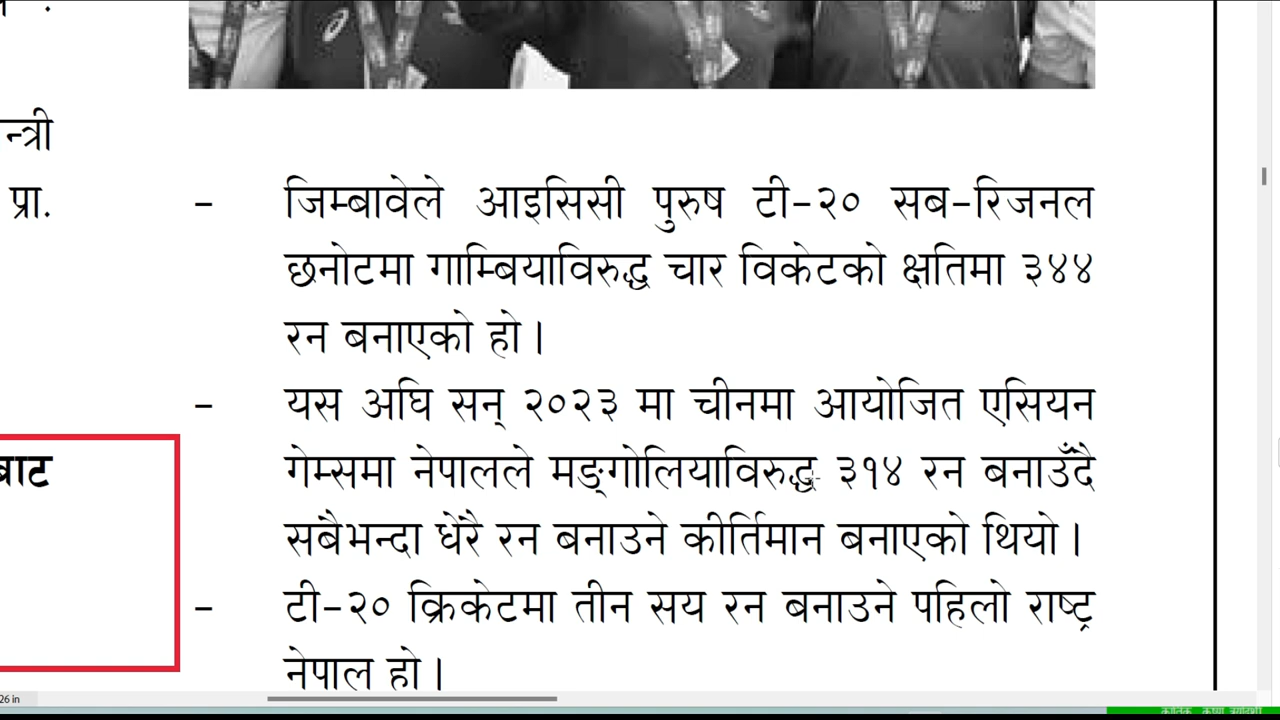 न्त्री
प्रा.
बाट
– जिम्बावेले आइसिसी पुरुष टी–२० सब–रिजनल
छनोटमा गाम्बियाविरुद्ध चार विकेटको क्षतिमा ३४४
रन बनाएको हो ।
– यस अघि सन् २०२३ मा चीनमा आयोजित एसियन
गेम्समा नेपालले मङ्गोलियाविरुद्ध ३१४ रन बनाउँदै
सबैभन्दा धेरै रन बनाउने कीर्तिमान बनाएको थियो ।
– टी–२० क्रिकेटमा तीन सय रन बनाउने पहिलो राष्ट्र
नेपाल हो ।
26 in